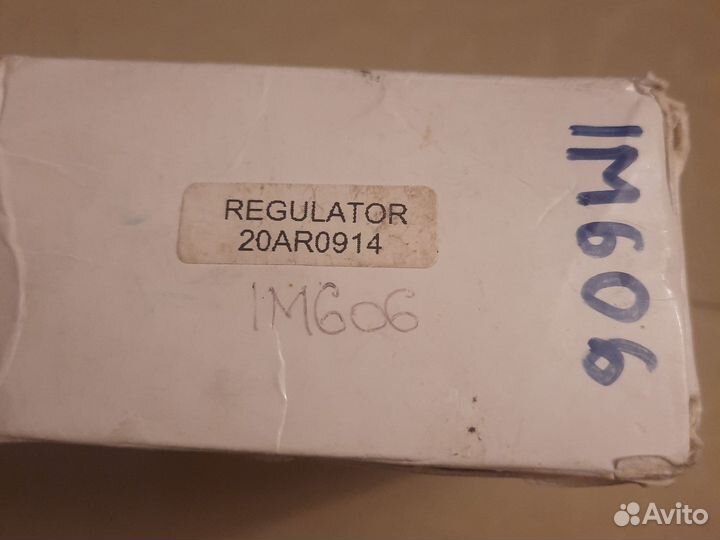 REGULATOR
20AR0914
IM606
IM606
Avito